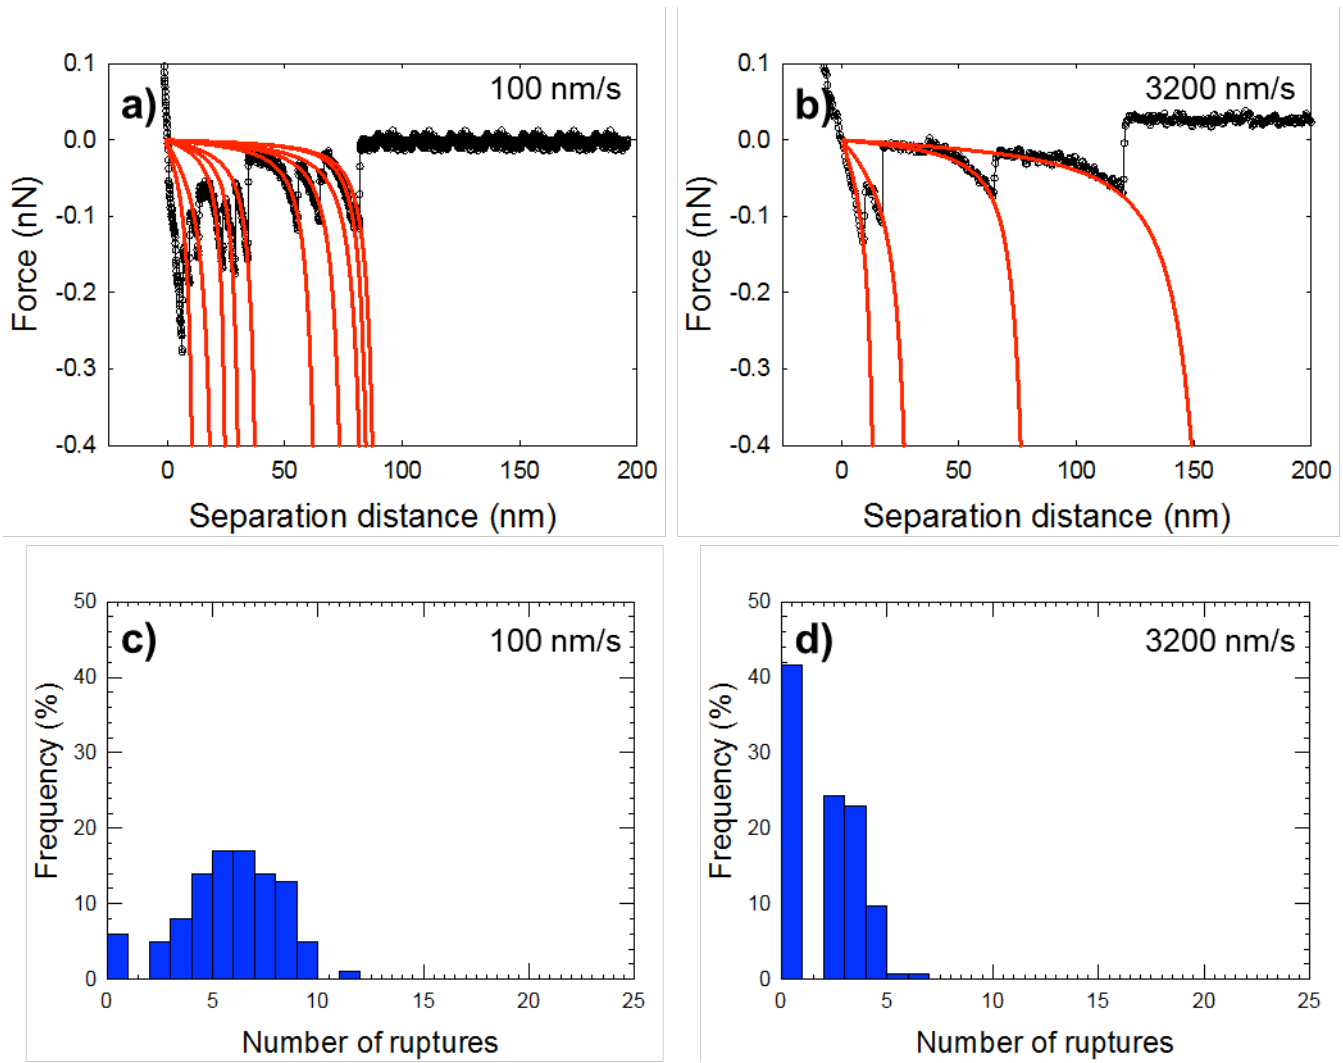 a)
100 nm/s
0.1
0.0
-0.1
-0.2
-0.3
-0.4
Force (nN)
0 50 100 150 200
Separation distance (nm)
b)
3200 nm/s
0.1
0.0
-0.1
-0.2
-0.3
-0.4
Force (nN)
0 50 100 150 200
Separation distance (nm)
c)
100 nm/s
50
40
30
20
10
0
Frequency (%)
0 5 10 15 20 25
Number of ruptures
d)
3200 nm/s
50
40
30
20
10
0
Frequency (%)
0 5 10 15 20 25
Number of ruptures